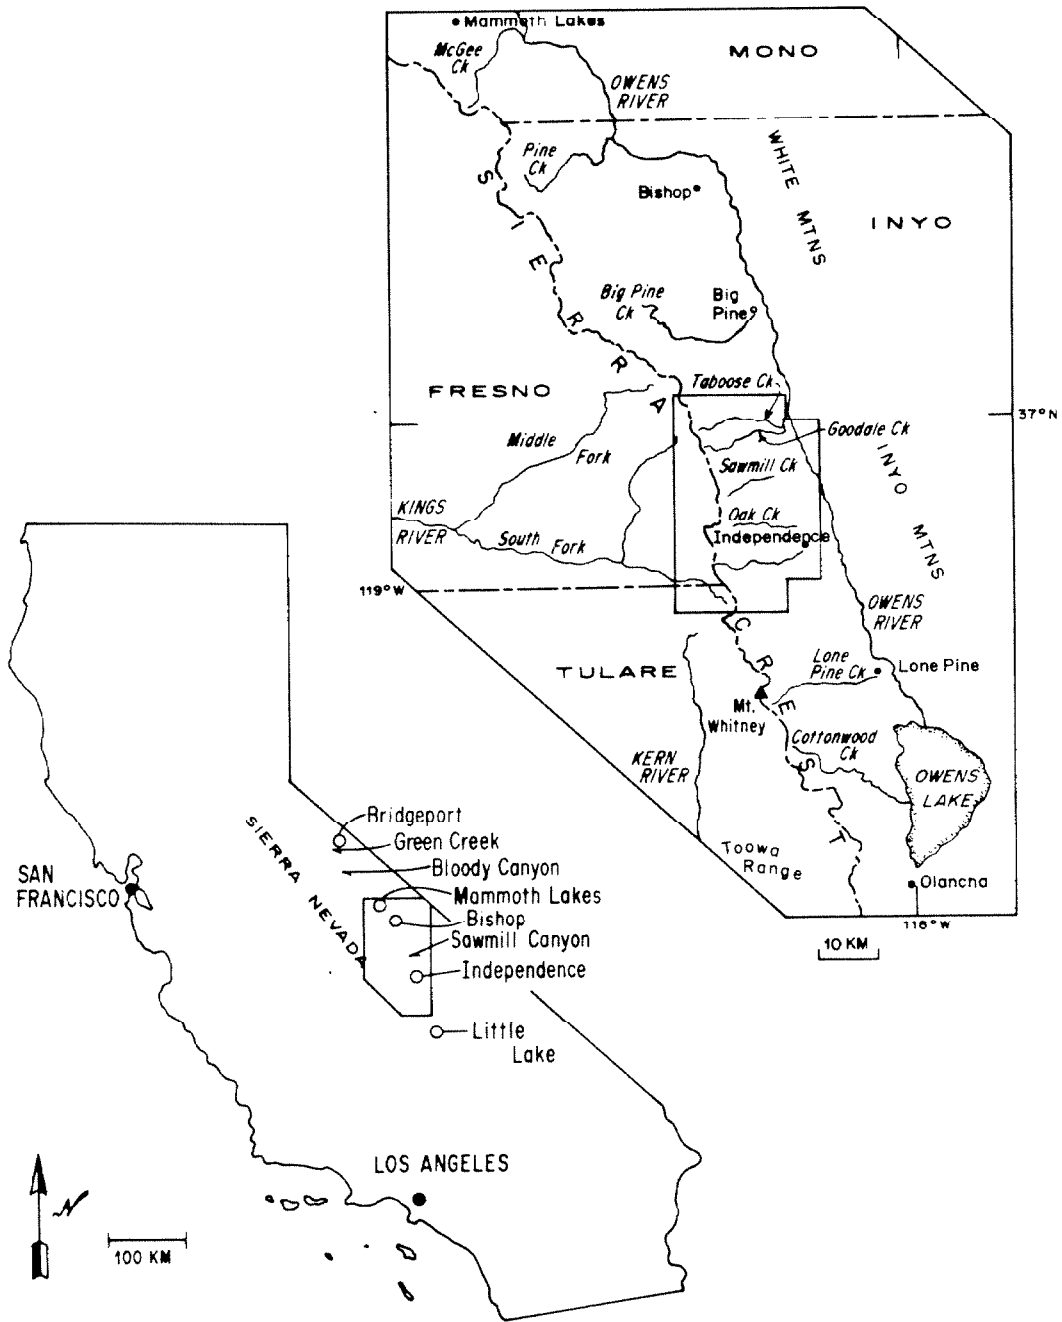 Mammoth Lakes
McGee
Ck
MONO
OWENS
RIVER
Pine
Ck
WHITE MTNS
Bishop
INYO
SIERRA
CREST
Big Pine
Ck
Big
Pine
Taboose Ck
FRESNO
37°N
Goodale Ck
Middle
Fork
Sawmill Ck
INYO MTNS
KINGS
RIVER
South Fork
Oak Ck
Independence
119°W
OWENS
RIVER
TULARE
Lone
Pine Ck
Lone Pine
Mt.
Whitney
Cottonwood
Ck
KERN
RIVER
OWENS
LAKE
Toowa
Range
Olancha
118°W
10 KM
Bridgeport
Green Creek
Bloody Canyon
SIERRA NEVADA
SAN
FRANCISCO
Mammoth Lakes
Bishop
Sawmill Canyon
Independence
Little
Lake
LOS ANGELES
N
100 KM